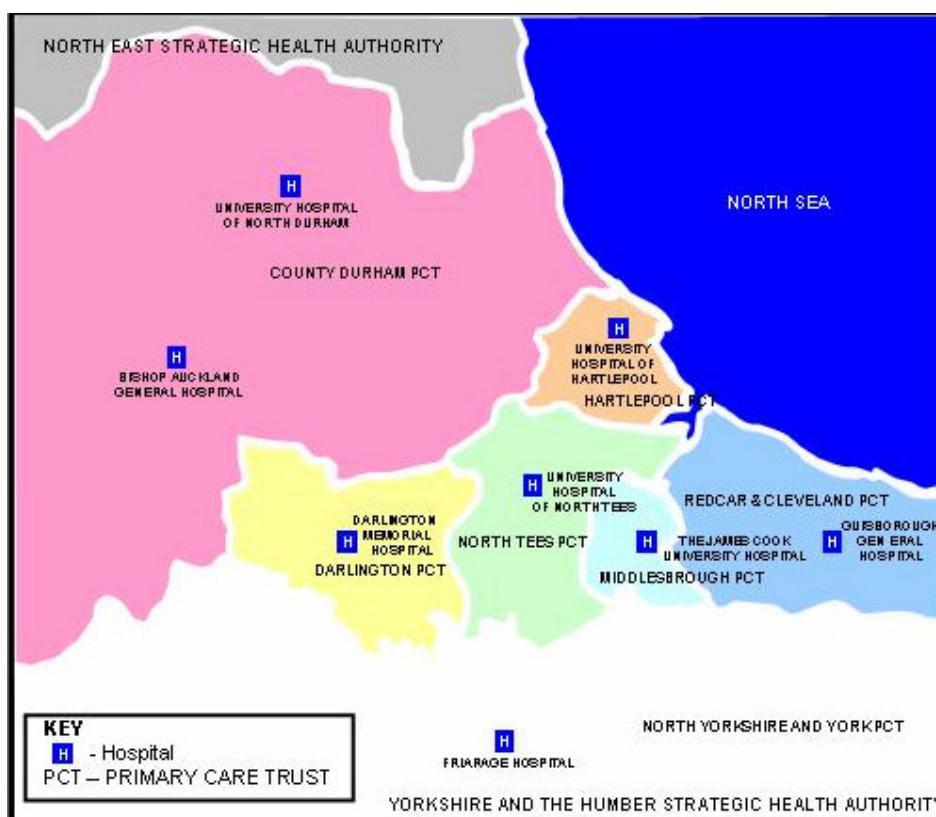 NORTH EAST STRATEGIC HEALTH AUTHORITY
H
UNIVERSITY HOSPITAL
OF NORTH DURHAM
NORTH SEA
COUNTY DURHAM PCT
H
BISHOP AUCKLAND
GENERAL HOSPITAL
H
UNIVERSITY
HOSPITAL OF
HARTLEPOOL
HARTLEPOOL PCT
H
UNIVERSITY
HOSPITAL
OF NORTH TEES
REDCAR & CLEVELAND PCT
H
DARLINGTON
MEMORIAL
HOSPITAL
DARLINGTON PCT
NORTH TEES PCT
H
THE JAMES COOK
UNIVERSITY HOSPITAL
MIDDLESBROUGH PCT
H
GUISBOROUGH
GENERAL
HOSPITAL
NORTH YORKSHIRE AND YORK PCT
H
FRIARAGE HOSPITAL
YORKSHIRE AND THE HUMBER STRATEGIC HEALTH AUTHORITY
KEY
H - Hospital
PCT – PRIMARY CARE TRUST